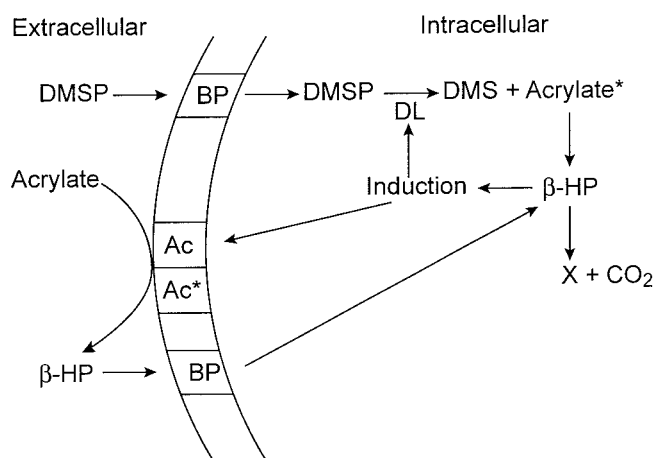 Extracellular Intracellular
DMSP BP DMSP DMS + Acrylate*
DL
Acrylate Induction β-HP
Ac
Ac* X + CO₂
β-HP BP